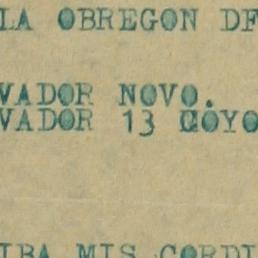 LA OBREGON DF
VADOR NOVO.
VADOR 13 COYO
IBA MIS CORDI